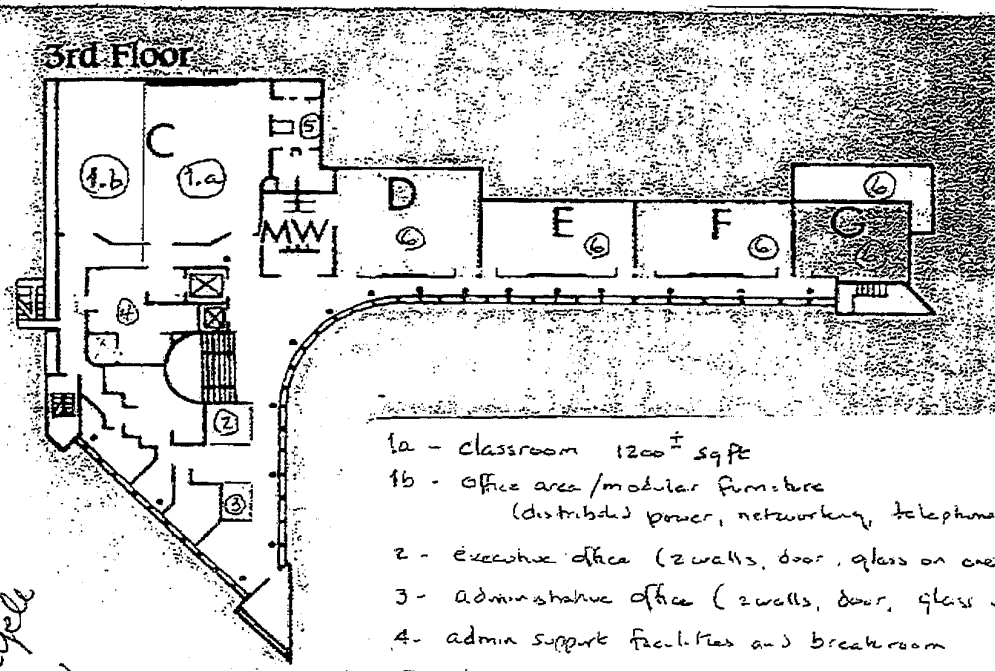 3rd Floor
C
5
1.b
1.a
D
6
MW
E
6
F
6
6
G
4
2
3
1a - classroom 1200 ± sqft
1b - office area/modular furniture
(distributed power, networking, telephone
2 - executive office (2 walls, door, glass on one
3 - administrative office (2 walls, door, glass
4 - admin support facilities and breakroom